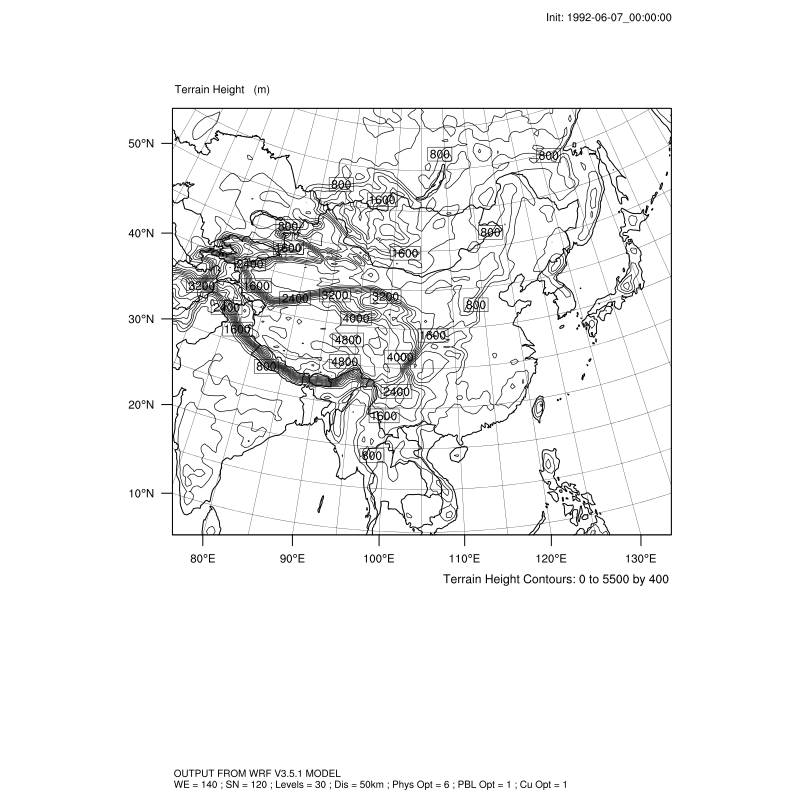 Init: 1992-06-07_00:00:00
Terrain Height (m)
50°N
40°N
30°N
20°N
10°N
800
800
800
1600
800
800
1600
1600
2400
3200
1600
2400
3200
3200
800
2400
4000
1600
1600
4800
4000
800
4800
2400
1600
800
80°E 90°E 100°E 110°E 120°E 130°E
Terrain Height Contours: 0 to 5500 by 400
OUTPUT FROM WRF V3.5.1 MODEL
WE = 140 ; SN = 120 ; Levels = 30 ; Dis = 50km ; Phys Opt = 6 ; PBL Opt = 1 ; Cu Opt = 1